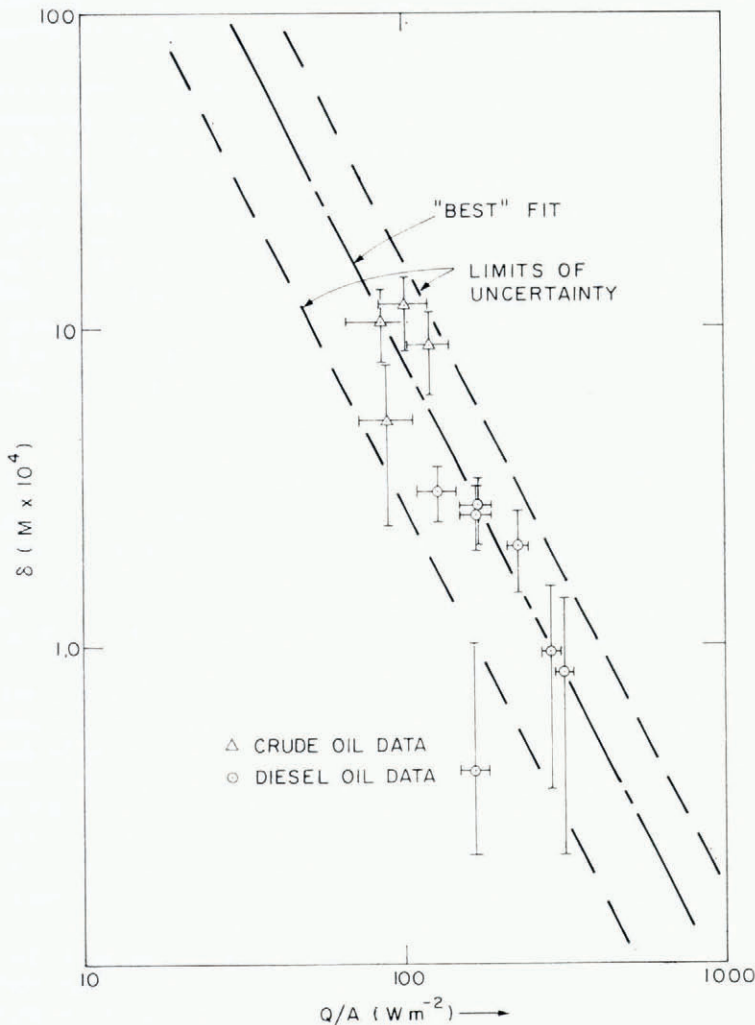 100
"BEST" FIT
LIMITS OF
UNCERTAINTY
10
δ ( M x 10⁴ )
1.0
△ CRUDE OIL DATA
⊙ DIESEL OIL DATA
10
100
1000
Q/A ( W m⁻² ) →